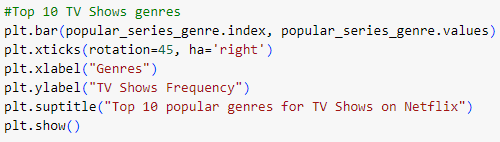 #Top 10 TV Shows genres
plt.bar(popular_series_genre.index, popular_series_genre.values)
plt.xticks(rotation=45, ha='right')
plt.xlabel("Genres")
plt.ylabel("TV Shows Frequency")
plt.suptitle("Top 10 popular genres for TV Shows on Netflix")
plt.show()